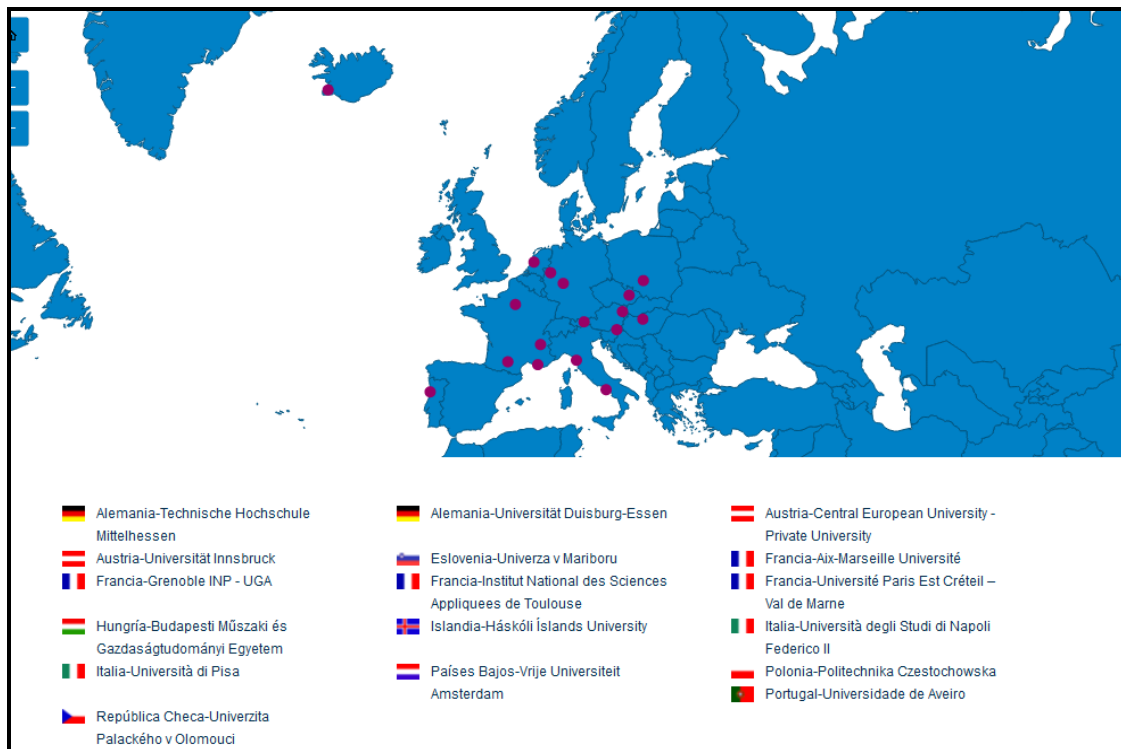 Alemania-Technische Hochschule
Mittelhessen
Alemania-Universität Duisburg-Essen
Austria-Central European University -
Private University
Austria-Universität Innsbruck
Eslovenia-Univerza v Mariboru
Francia-Aix-Marseille Université
Francia-Grenoble INP - UGA
Francia-Institut National des Sciences
Appliquees de Toulouse
Francia-Université Paris Est Créteil –
Val de Marne
Hungría-Budapesti Műszaki és
Gazdaságtudományi Egyetem
Islandia-Háskóli Íslands University
Italia-Università degli Studi di Napoli
Federico II
Italia-Università di Pisa
Países Bajos-Vrije Universiteit
Amsterdam
Polonia-Politechnika Czestochowska
Portugal-Universidade de Aveiro
República Checa-Univerzita
Palackého v Olomouci